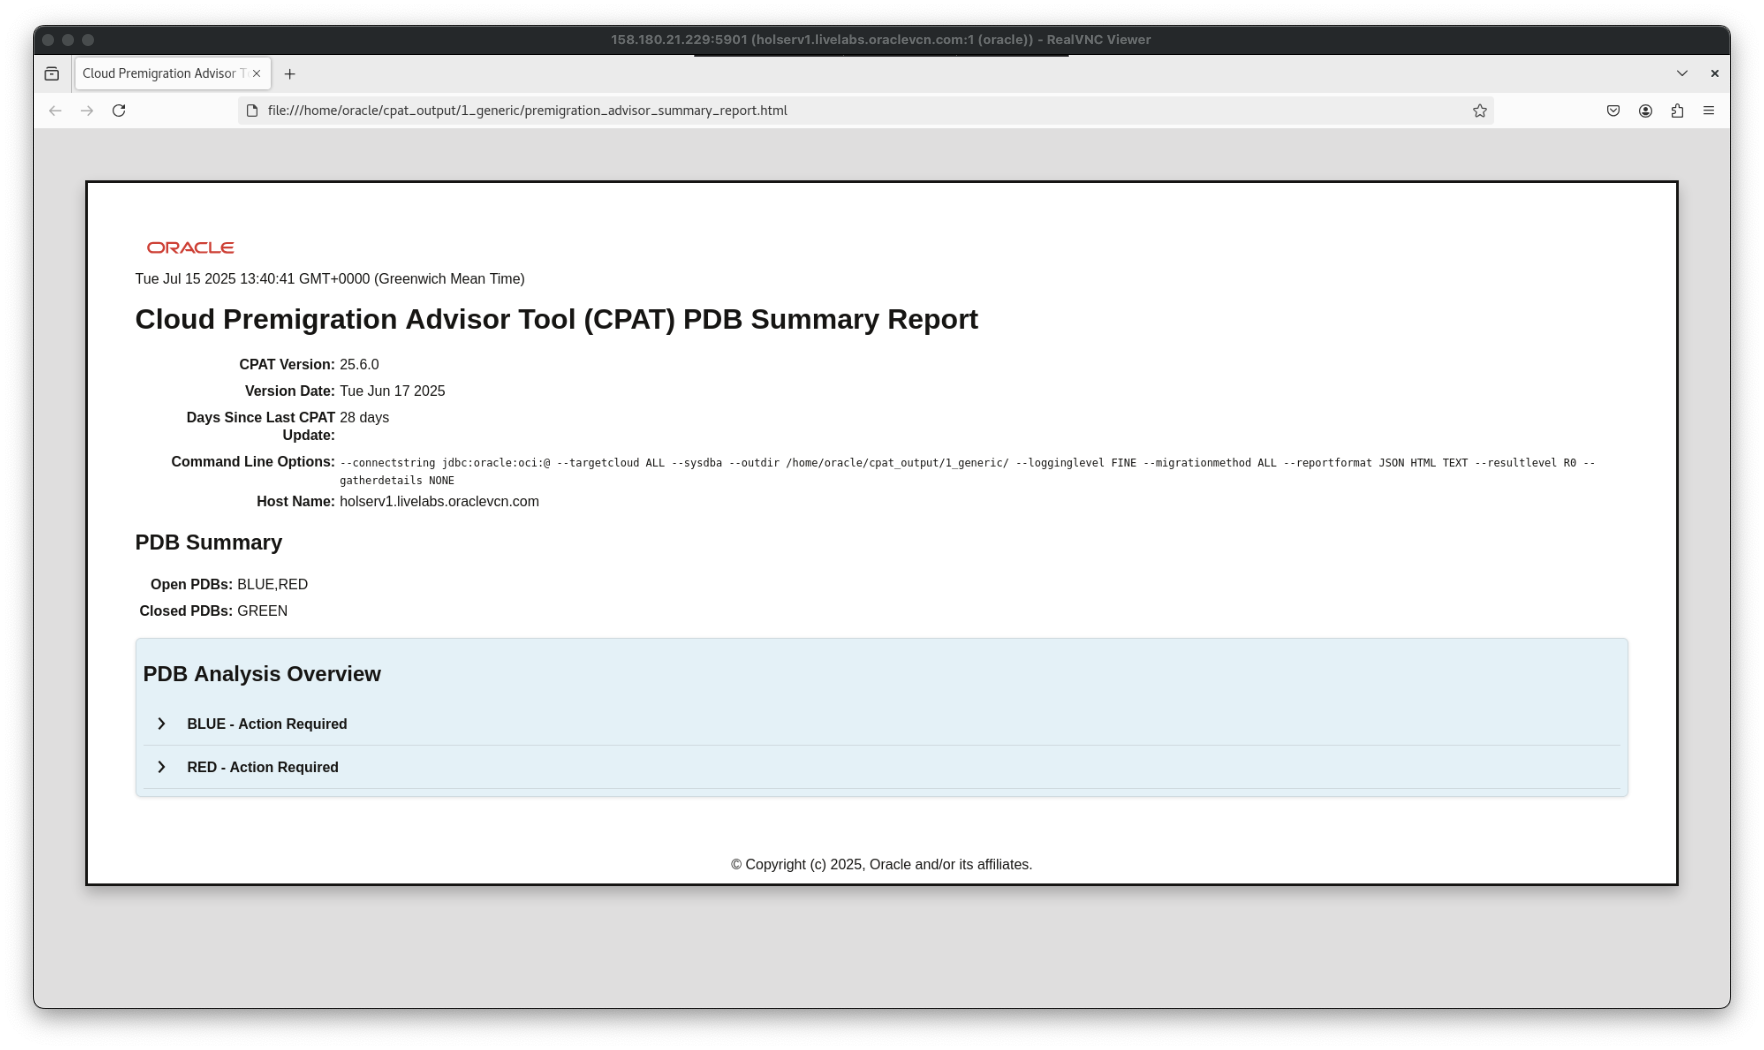 158.180.21.229:5901 (holserv1.livelabs.oraclevcn.com:1 (oracle)) - RealVNC Viewer
Cloud Premigration Advisor T
file:///home/oracle/cpat_output/1_generic/premigration_advisor_summary_report.html
ORACLE
Tue Jul 15 2025 13:40:41 GMT+0000 (Greenwich Mean Time)
Cloud Premigration Advisor Tool (CPAT) PDB Summary Report
CPAT Version: 25.6.0
Version Date: Tue Jun 17 2025
Days Since Last CPAT 28 days
Update:
Command Line Options: --connectstring jdbc:oracle:oci:@ --targetcloud ALL --sysdba --outdir /home/oracle/cpat_output/1_generic/ --logginglevel FINE --migrationmethod ALL --reportformat JSON HTML TEXT --resultlevel R0 --
gatherdetails NONE
Host Name: holserv1.livelabs.oraclevcn.com
PDB Summary
Open PDBs: BLUE,RED
Closed PDBs: GREEN
PDB Analysis Overview
BLUE - Action Required
RED - Action Required
© Copyright (c) 2025, Oracle and/or its affiliates.